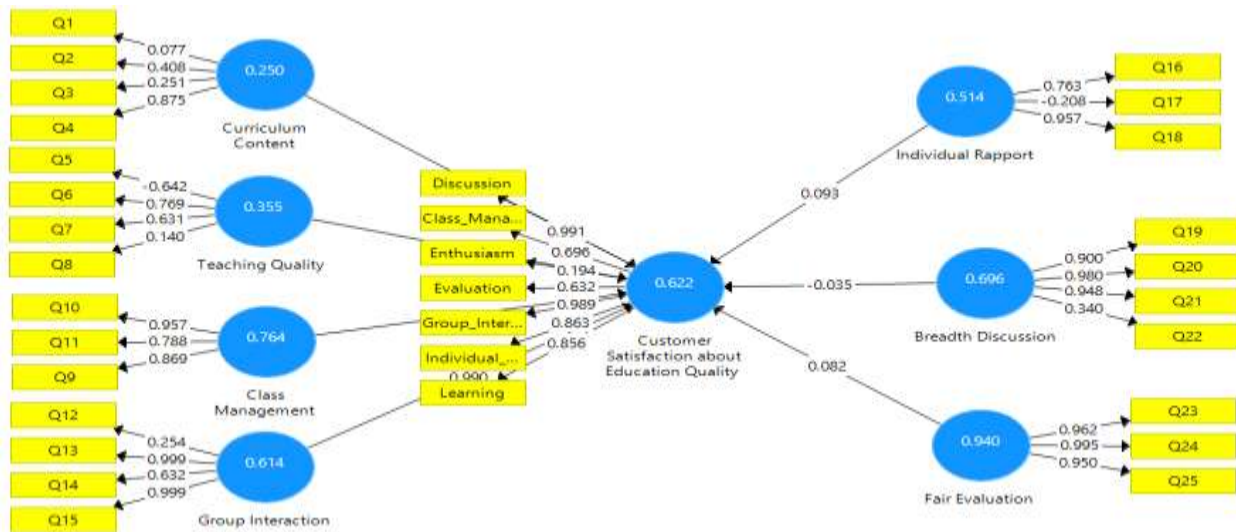 Q1
Q2
Q3
Q4
0.077
0.408
0.251
0.875
0.250
Curriculum
Content
Q5
Q6
Q7
Q8
-0.642
0.769
0.631
0.140
0.355
Teaching Quality
Q10
Q11
Q9
0.957
0.788
0.869
0.764
Class
Management
Q12
Q13
Q14
Q15
0.254
0.999
0.632
0.999
0.614
Group Interaction
Discussion
Class_Mana...
Enthusiasm
Evaluation
Group_Inter...
Individual_...
Learning
0.991
0.696
0.194
0.632
0.989
0.863
0.856
0.990
0.622
Customer
Satisfaction about
Education Quality
0.093
-0.035
0.082
0.514
Individual Rapport
0.763
-0.208
0.957
Q16
Q17
Q18
0.696
Breadth Discussion
0.900
0.980
0.948
0.340
Q19
Q20
Q21
Q22
0.940
Fair Evaluation
0.962
0.995
0.950
Q23
Q24
Q25